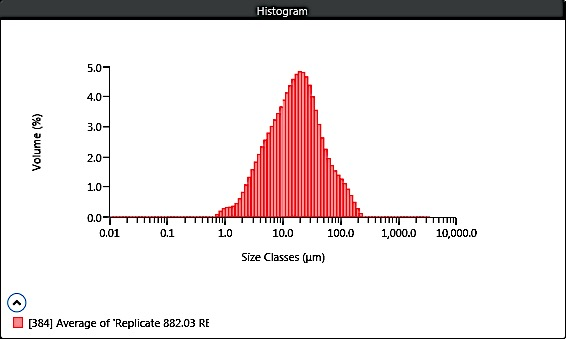 Histogram
5.0
4.0
3.0
2.0
1.0
0.0
Volume (%)
0.01 0.1 1.0 10.0 100.0 1,000.0 10,000.0
Size Classes (µm)
[384] Average of 'Replicate 882.03 RE